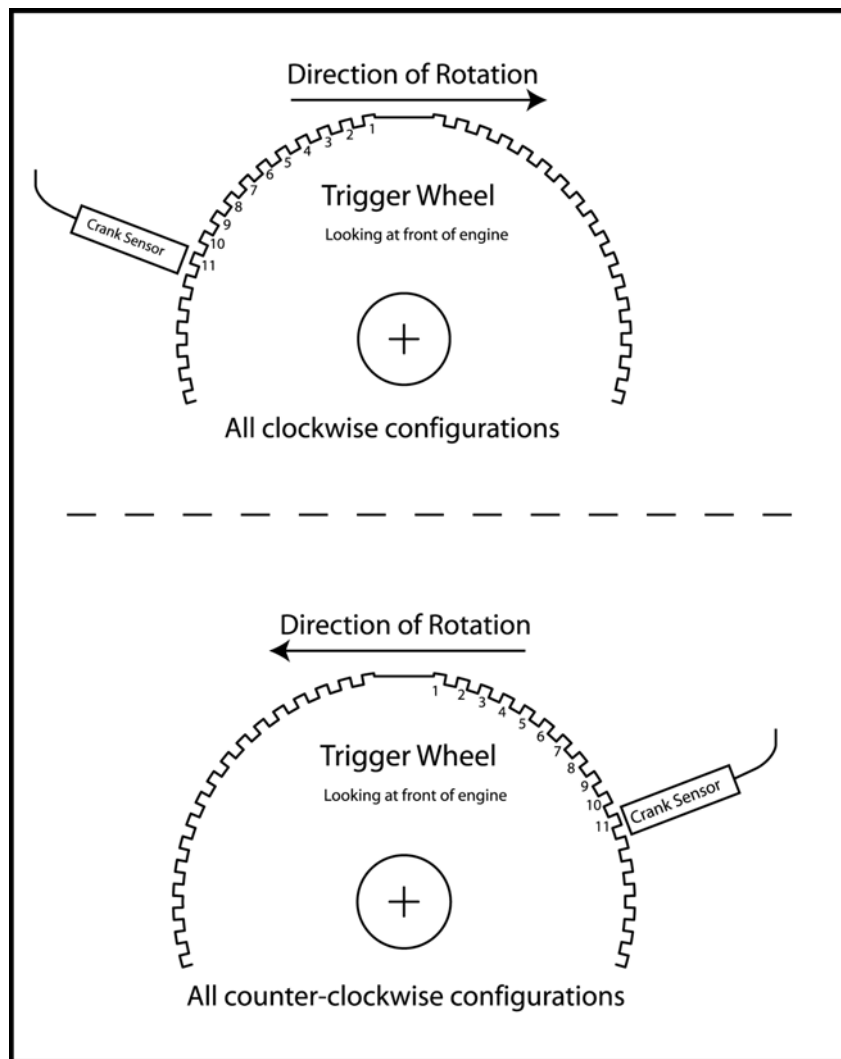 Direction of Rotation
1
2
3
4
5
6
7
8
9
10
11
Trigger Wheel
Looking at front of engine
Crank Sensor
All clockwise configurations
Direction of Rotation
1
2
3
4
5
6
7
8
9
10
11
Trigger Wheel
Looking at front of engine
Crank Sensor
All counter-clockwise configurations